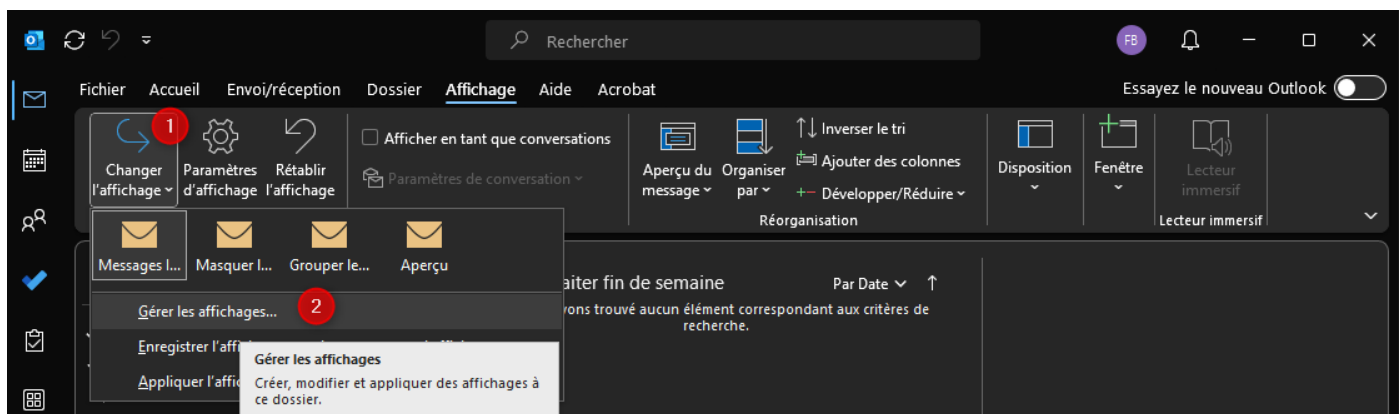 Rechercher
FB
Fichier Accueil Envoi/réception Dossier Affichage Aide Acrobat
Essayez le nouveau Outlook
1
Changer l'affichage
Paramètres d'affichage
Rétablir l'affichage
Afficher en tant que conversations
Paramètres de conversation
Aperçu du message
Organiser par
Inverser le tri
Ajouter des colonnes
Développer/Réduire
Réorganisation
Disposition
Fenêtre
Lecteur immersif
Lecteur immersif
Messages l... Masquer l... Grouper le... Aperçu
Gérer les affichages...
2
Enregistrer l'affi
Appliquer l'affic
Gérer les affichages
Créer, modifier et appliquer des affichages à
ce dossier.
aiter fin de semaine
Par Date
vons trouvé aucun élément correspondant aux critères de
recherche.